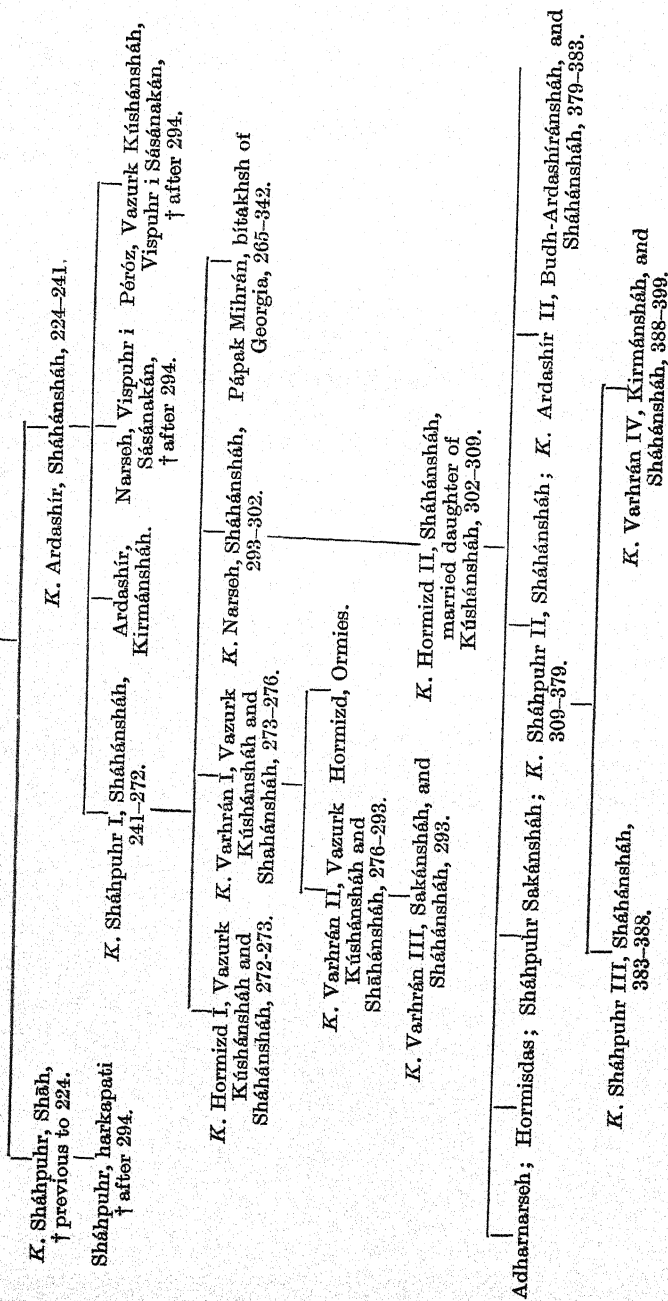 K. Sháhpuhr, Shāh,
† previous to 224.
K. Ardashír, Sháhánsháh, 224–241.
Sháhpuhr, harkapati
† after 294.
K. Sháhpuhr I, Sháhánsháh,
241–272.
Ardashír,
Kirmánsháh.
Narseh, Vispuhr i
Sásánakán,
† after 294.
Péróz, Vazurk Kúshánsháh,
Vispuhr i Sásánakán,
† after 294.
K. Hormizd I, Vazurk
Kúshánsháh and
Sháhánsháh, 272-273.
K. Varhrán I, Vazurk
Kúshánsháh and
Shahánsháh, 273–276.
K. Narseh, Sháhánsháh,
293–302.
Pápak Mihrán, bítakhsh of
Georgia, 265–342.
K. Varhrán II, Vazurk
Kúshánsháh and
Shāhánsháh, 276–293.
Hormizd, Ormies.
K. Varhrán III, Sakánsháh, and
Sháhánsháh, 293.
K. Hormizd II, Sháhánsháh,
married daughter of
Kúshánsháh, 302–309.
Adharnarseh; Hormisdas; Sháhpuhr Sakánsháh; K. Sháhpuhr II, Sháhánsháh; K. Ardashír II, Budh-Ardashíránsháh, and
309–379.
Sháhánsháh, 379–383.
K. Sháhpuhr III, Sháhánsháh,
383–388.
K. Varhrán IV, Kirmánsháh, and
Sháhánsháh, 388–399.